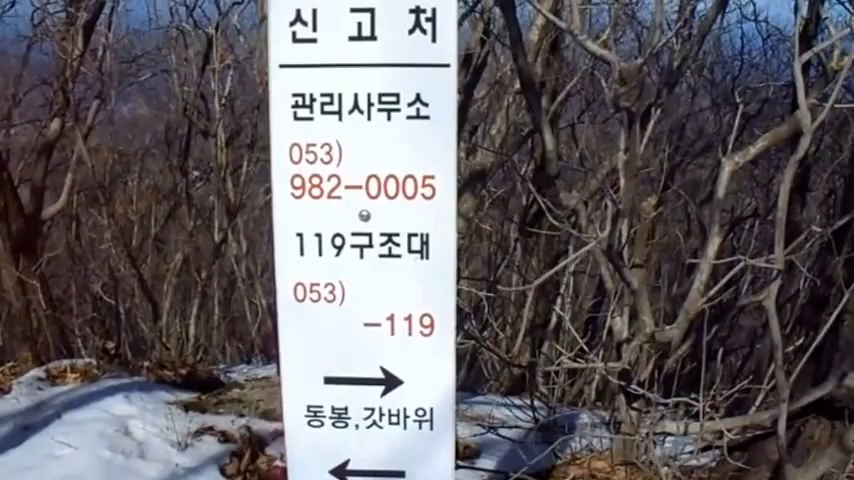 신고처
관리사무소
053)
982-0005
119구조대
053)
-119
→
동봉,갓바위
←